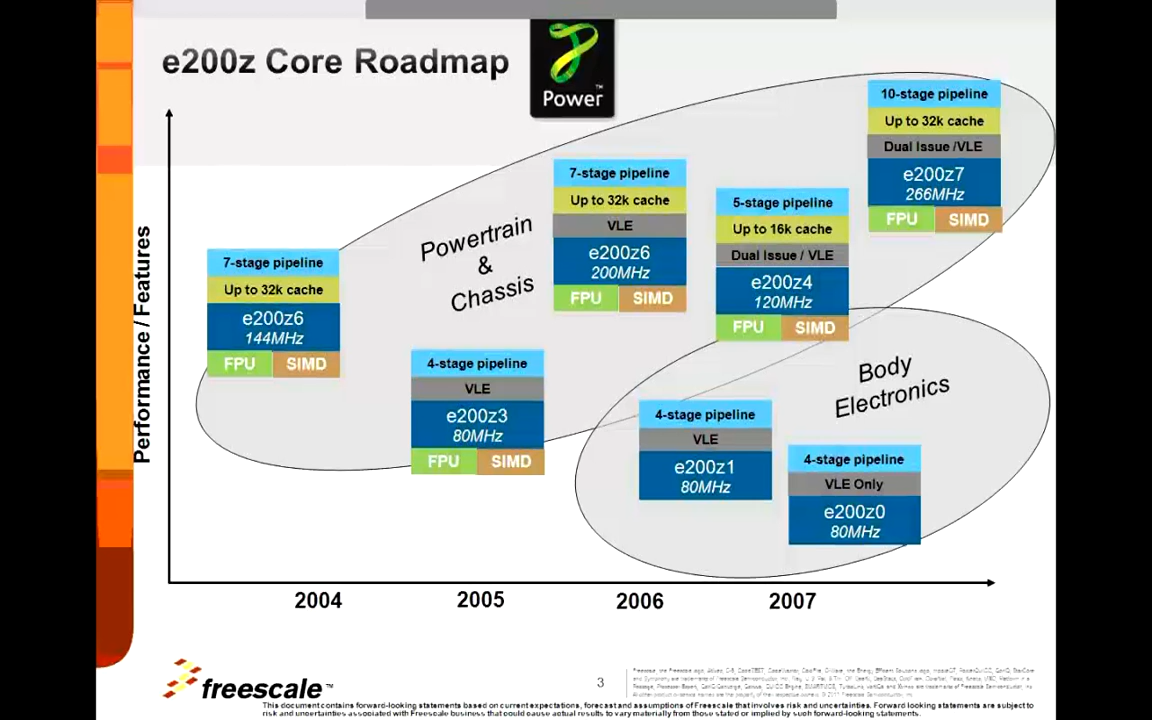 e200z Core Roadmap
Power™
Performance / Features
Powertrain
&
Chassis
Body
Electronics
7-stage pipeline
Up to 32k cache
e200z6
144MHz
FPU SIMD
4-stage pipeline
VLE
e200z3
80MHz
FPU SIMD
7-stage pipeline
Up to 32k cache
VLE
e200z6
200MHz
FPU SIMD
5-stage pipeline
Up to 16k cache
Dual Issue / VLE
e200z4
120MHz
FPU SIMD
10-stage pipeline
Up to 32k cache
Dual Issue /VLE
e200z7
266MHz
FPU SIMD
4-stage pipeline
VLE
e200z1
80MHz
4-stage pipeline
VLE Only
e200z0
80MHz
2004 2005 2006 2007
freescale™
3
This document contains forward-looking statements based on current expectations, forecast and assumptions of Freescale that involves risk and uncertainties. Forward looking statements are subject to
risk and uncertainties associated with Freescale business that could cause actual results to vary materially from those stated or implied by such forward-looking statements.